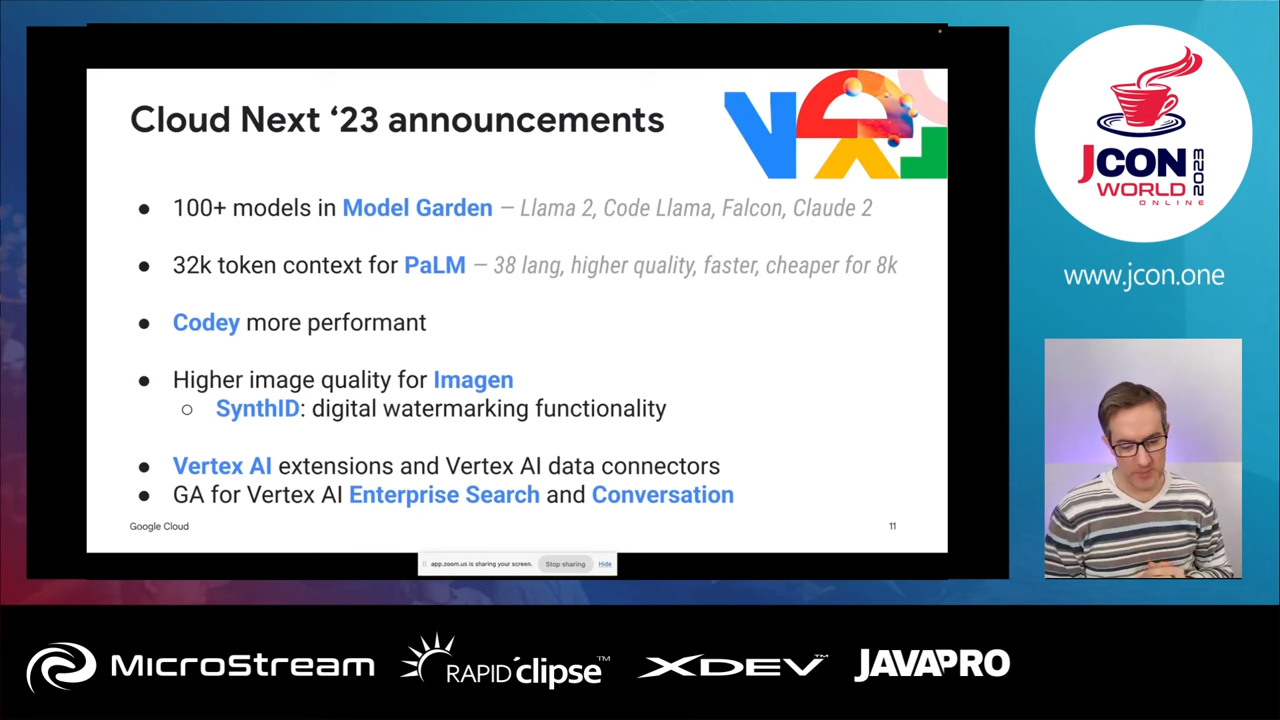 Cloud Next ‘23 announcements
● 100+ models in Model Garden – Llama 2, Code Llama, Falcon, Claude 2
● 32k token context for PaLM – 38 lang, higher quality, faster, cheaper for 8k
● Codey more performant
● Higher image quality for Imagen
○ SynthID: digital watermarking functionality
● Vertex AI extensions and Vertex AI data connectors
● GA for Vertex AI Enterprise Search and Conversation
Google Cloud
11
app.zoom.us is sharing your screen. Stop sharing Hide
JCON
WORLD
2023
ONLINE
www.jcon.one
MicroStream
RAPIDclipse™
XDEV™
JAVAPRO